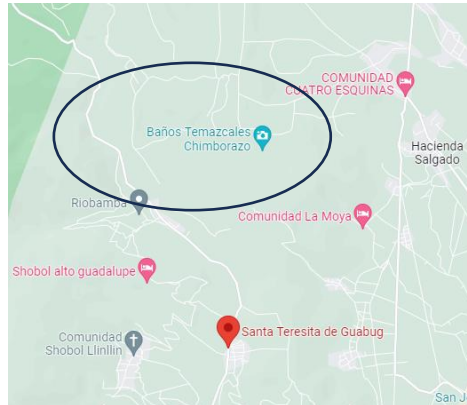 COMUNIDAD
CUATRO ESQUINAS
Baños Temazcales
Chimborazo
Hacienda
Salgado
Riobamba
Comunidad La Moya
Shobol alto guadalupe
Santa Teresita de Guabug
Comunidad
Shobol Llinllin
San J